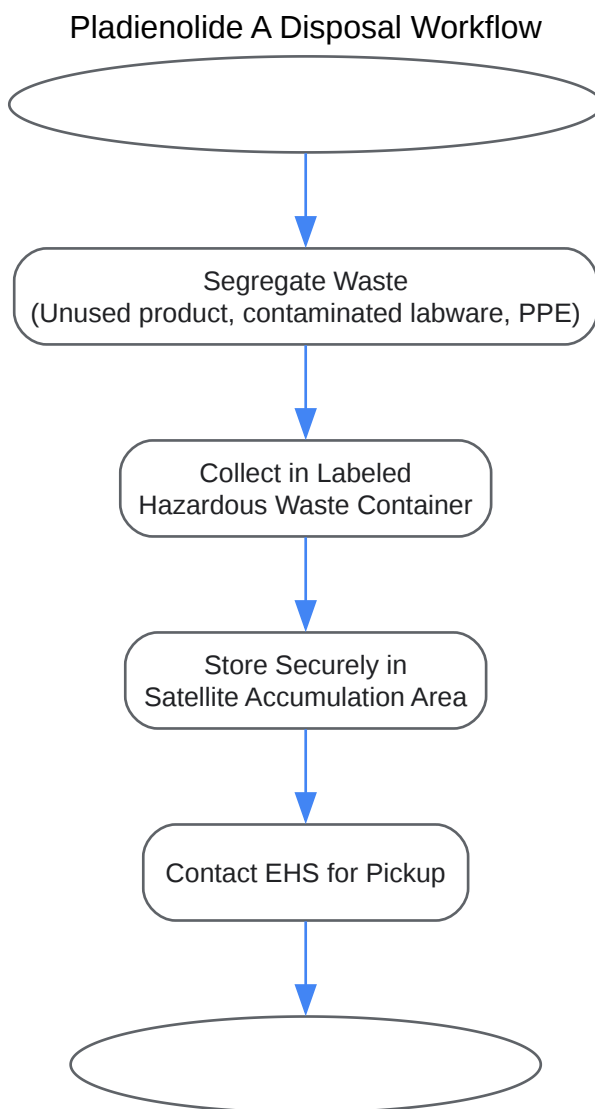 Pladienolide A Disposal Workflow
Segregate Waste
(Unused product, contaminated labware, PPE)
Collect in Labeled
Hazardous Waste Container
Store Securely in
Satellite Accumulation Area
Contact EHS for Pickup